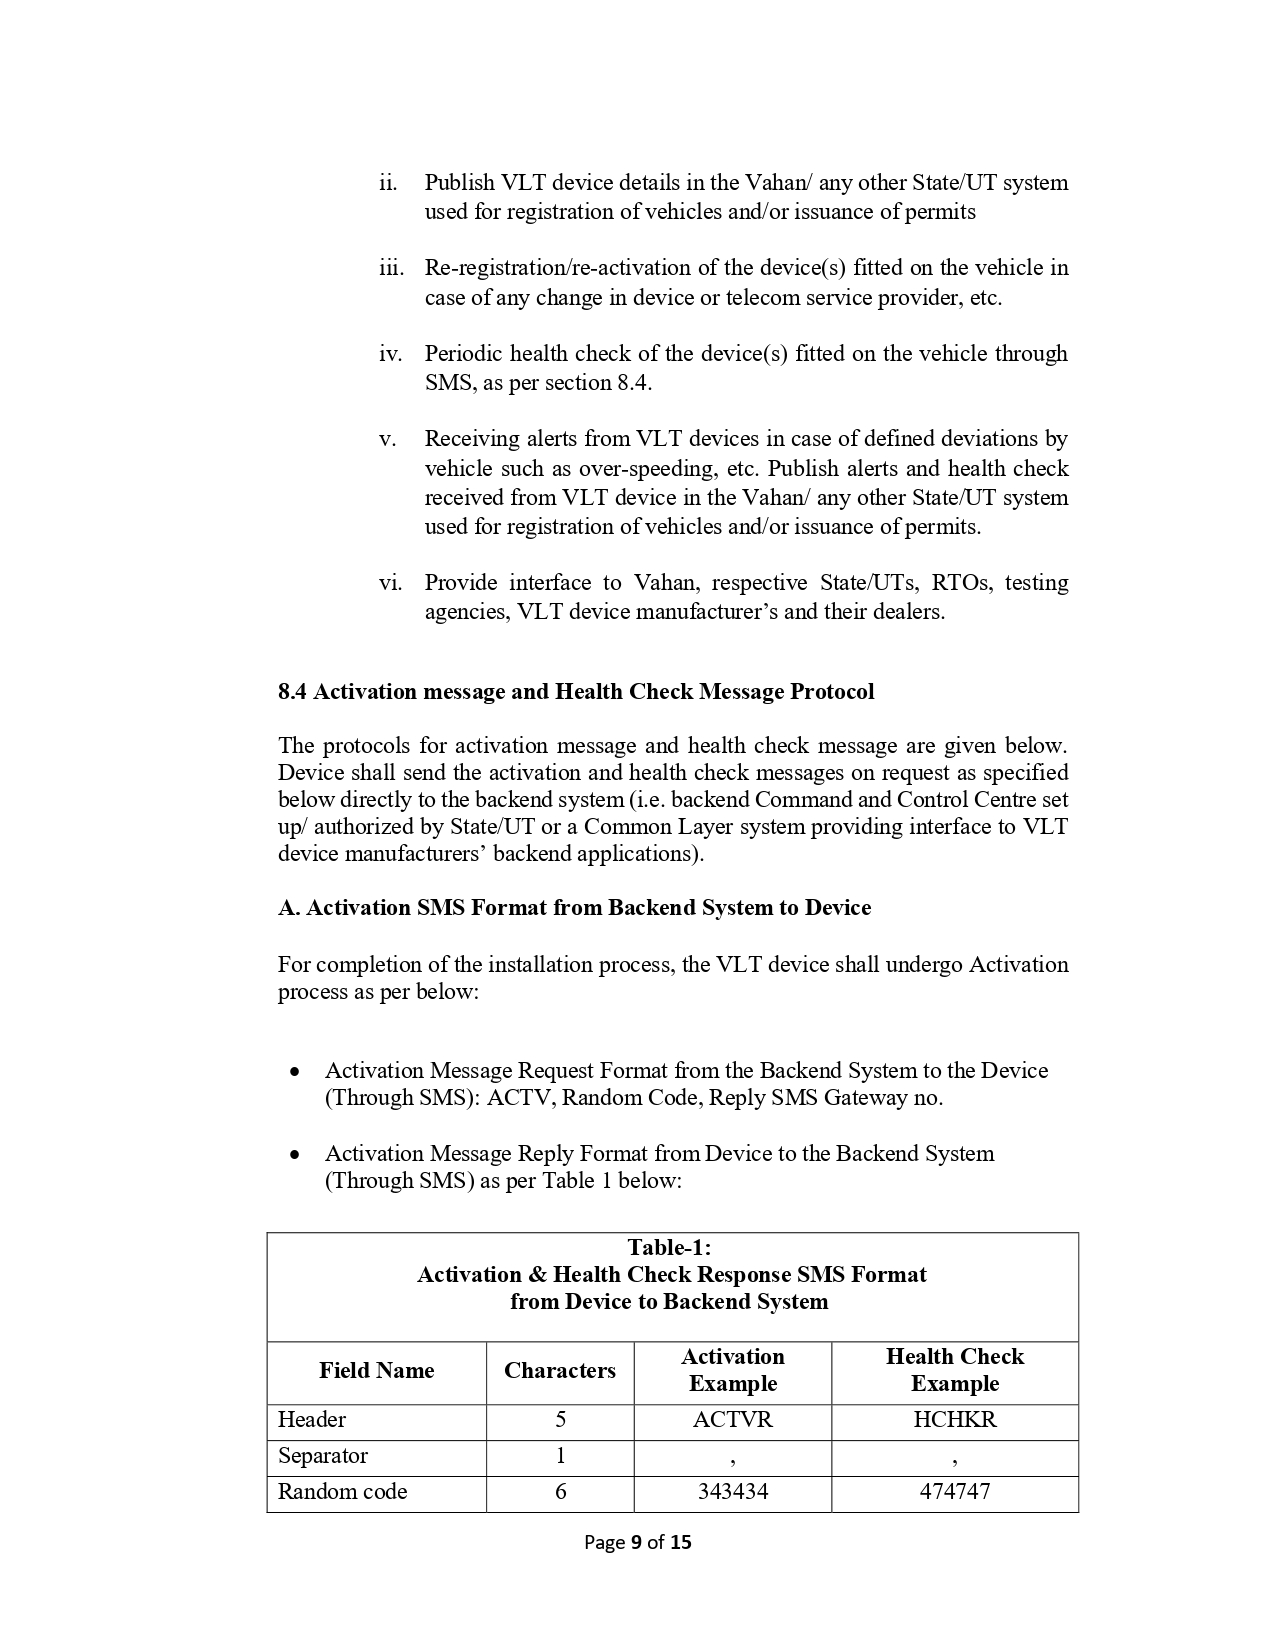 ii. Publish VLT device details in the Vahan/ any other State/UT system
used for registration of vehicles and/or issuance of permits
iii. Re-registration/re-activation of the device(s) fitted on the vehicle in
case of any change in device or telecom service provider, etc.
iv. Periodic health check of the device(s) fitted on the vehicle through
SMS, as per section 8.4.
v. Receiving alerts from VLT devices in case of defined deviations by
vehicle such as over-speeding, etc. Publish alerts and health check
received from VLT device in the Vahan/ any other State/UT system
used for registration of vehicles and/or issuance of permits.
vi. Provide interface to Vahan, respective State/UTs, RTOs, testing
agencies, VLT device manufacturer’s and their dealers.
8.4 Activation message and Health Check Message Protocol
The protocols for activation message and health check message are given below.
Device shall send the activation and health check messages on request as specified
below directly to the backend system (i.e. backend Command and Control Centre set
up/ authorized by State/UT or a Common Layer system providing interface to VLT
device manufacturers’ backend applications).
A. Activation SMS Format from Backend System to Device
For completion of the installation process, the VLT device shall undergo Activation
process as per below:
• Activation Message Request Format from the Backend System to the Device
(Through SMS): ACTV, Random Code, Reply SMS Gateway no.
• Activation Message Reply Format from Device to the Backend System
(Through SMS) as per Table 1 below:
Table-1:
Activation & Health Check Response SMS Format
from Device to Backend System
Field Name Characters Activation Example Health Check Example
Header 5 ACTVR HCHKR
Separator 1 , ,
Random code 6 343434 474747
Page 9 of 15